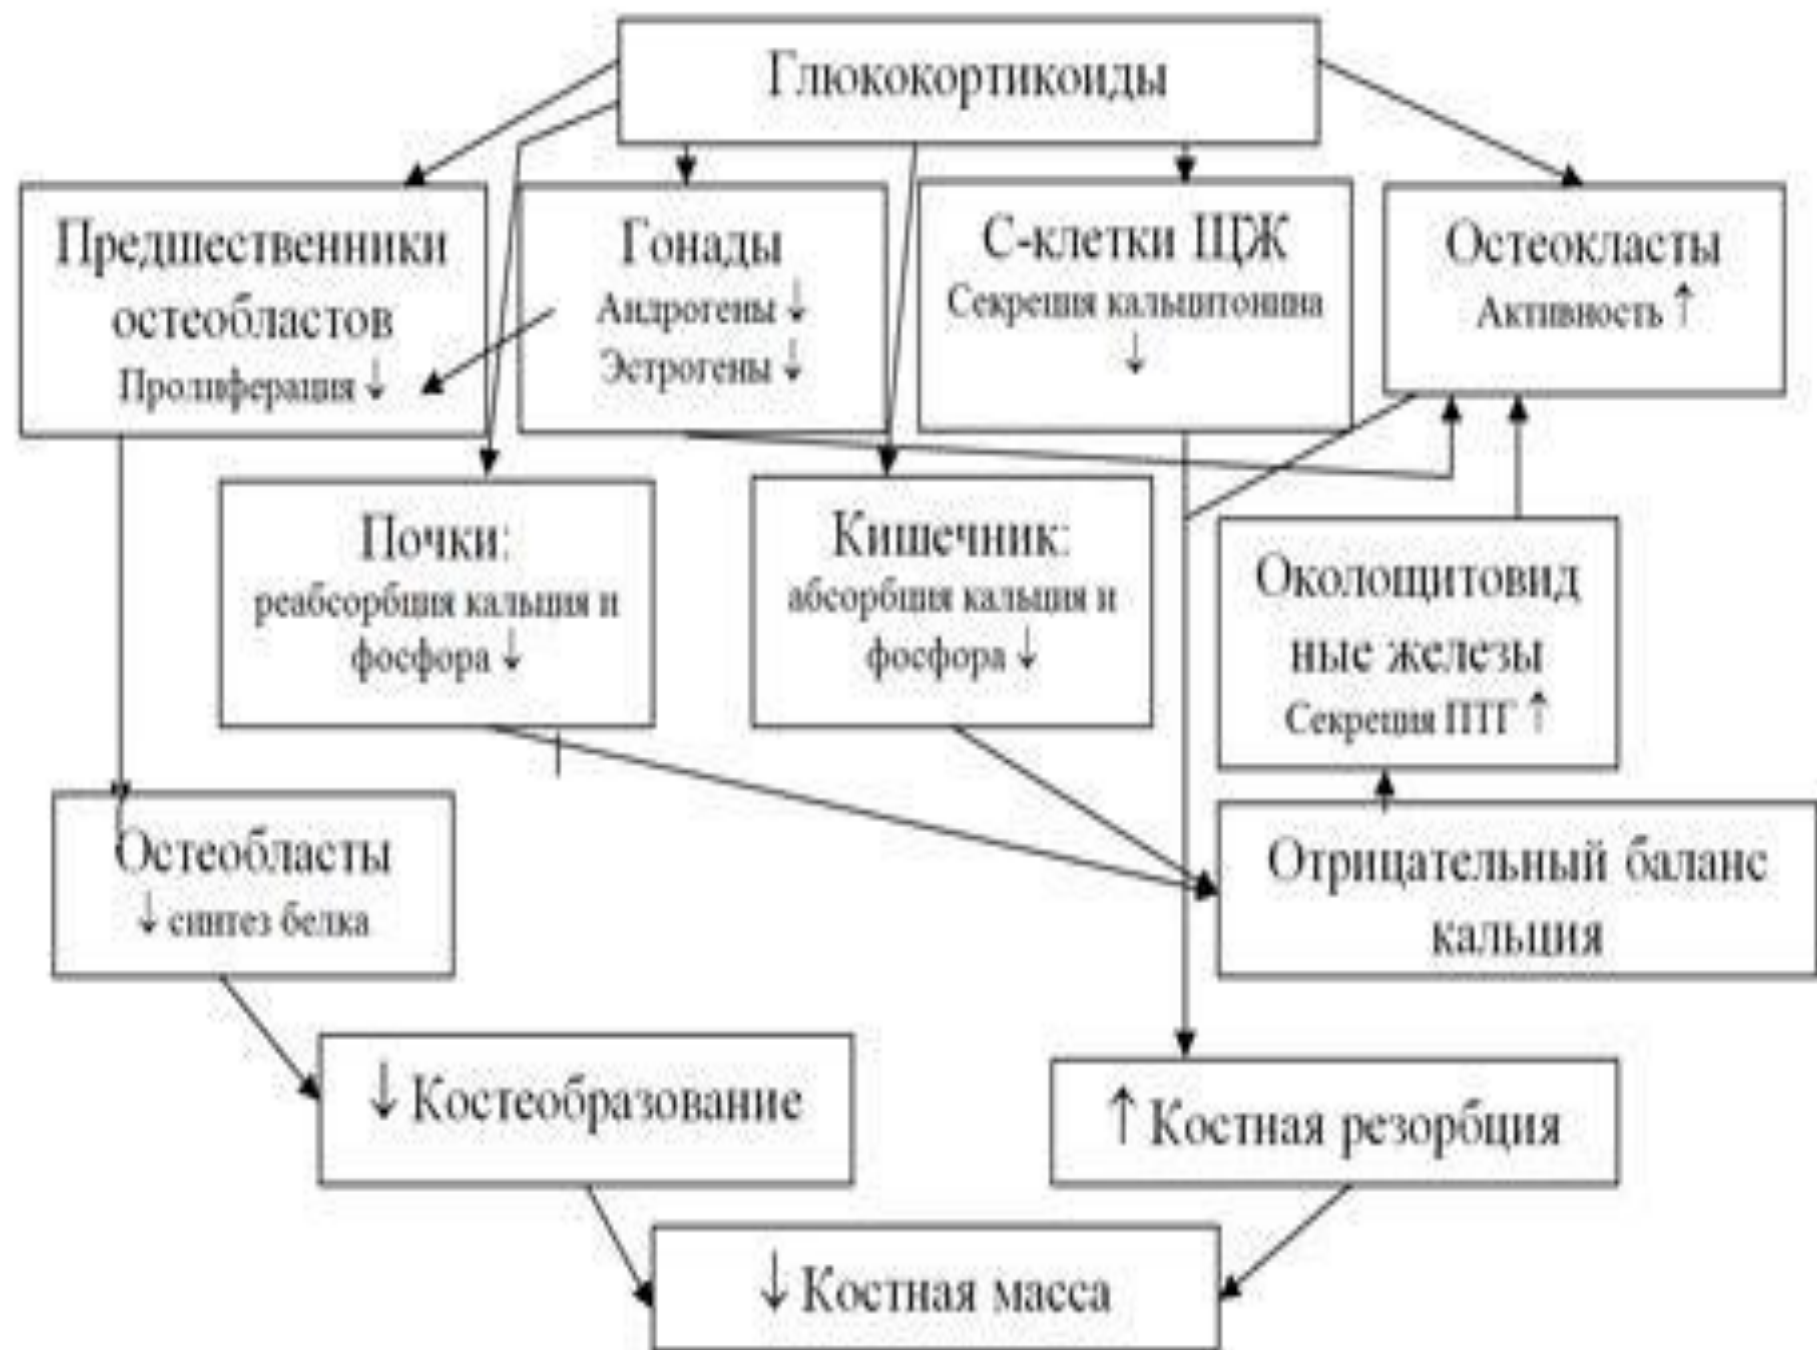 Глюкокортикоиды
Предшественники
остеобластов
Пролиферация ↓
Гонады
Андрогены ↓
Эстрогены ↓
С-клетки ЩЖ
Секреция кальцитонина
↓
Остеокласты
Активность ↑
Почки:
реабсорбция кальция и
фосфора ↓
Кишечник:
абсорбция кальция и
фосфора ↓
Околощитовид
ные железы
Секреция ПТГ ↑
Остеобласты
↓ синтез белка
Отрицательный баланс
кальция
↓ Костеобразование
↑ Костная резорбция
↓ Костная масса